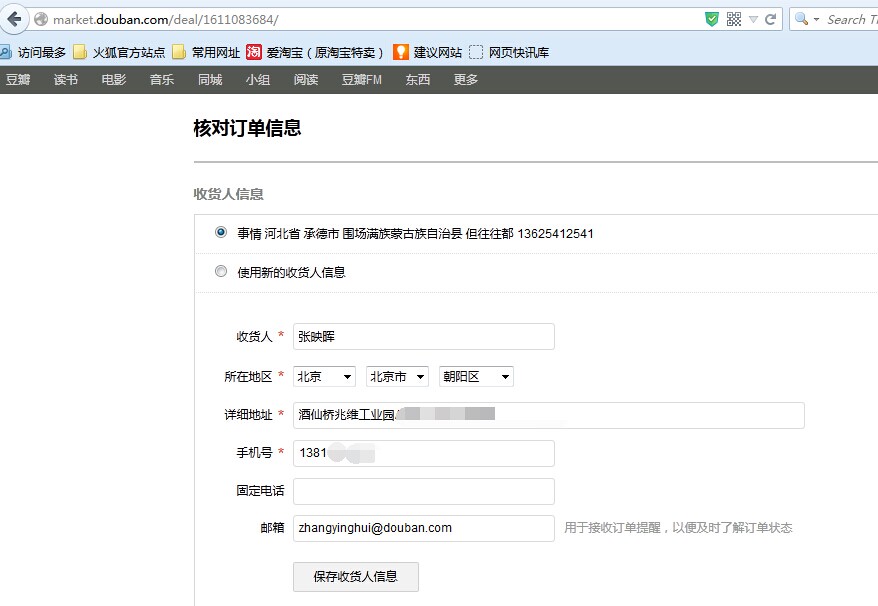 market.douban.com/deal/1611083684/
Search T
访问最多 火狐官方站点 常用网址 淘 爱淘宝（原淘宝特卖） 建议网站 网页快讯库
豆瓣 读书 电影 音乐 同城 小组 阅读 豆瓣FM 东西 更多
核对订单信息
收货人信息
事情 河北省 承德市 围场满族蒙古族自治县 但往往都 13625412541
使用新的收货人信息
收货人 * 张映晖
所在地区 * 北京 北京市 朝阳区
详细地址 * 酒仙桥兆维工业园
手机号 * 1381
固定电话
邮箱 zhangyinghui@douban.com 用于接收订单提醒，以便及时了解订单状态
保存收货人信息